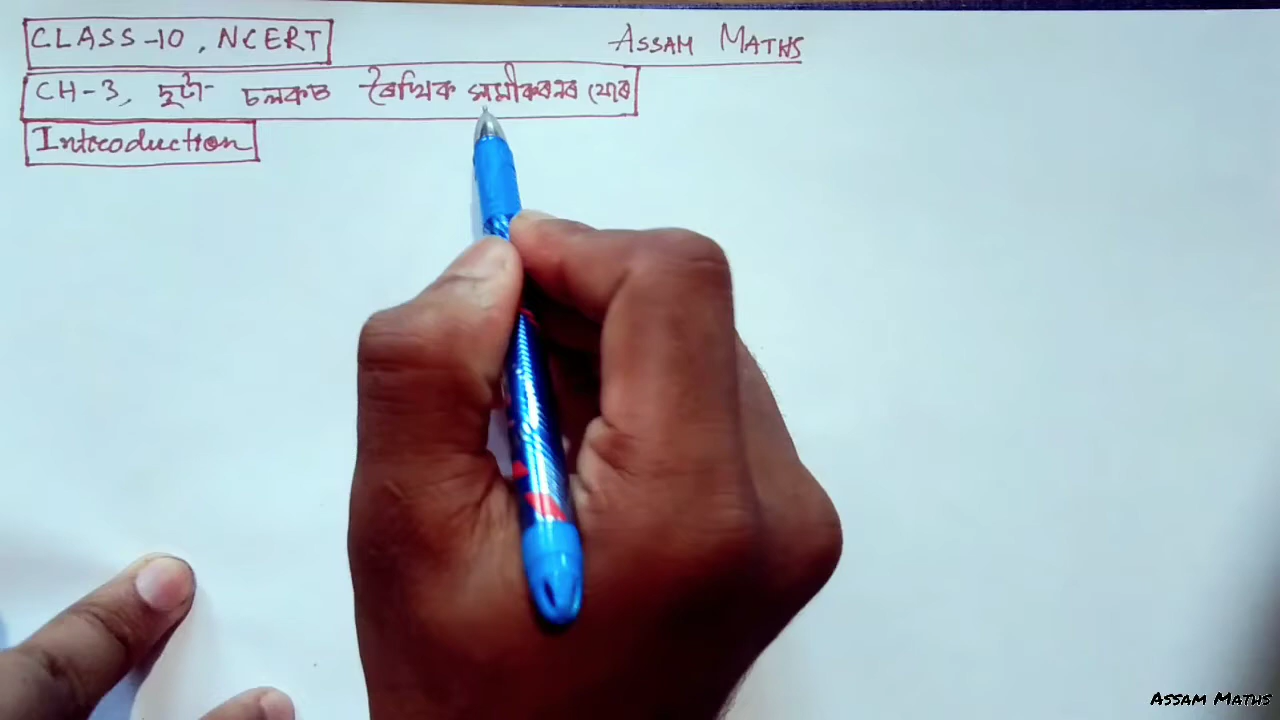 CLASS-10, NCERT
ASSAM MATHS
CH-3, দুটা চলকত ৰৈখিক সমীকৰণৰ যোৰ
Introduction
ASSAM MATHS